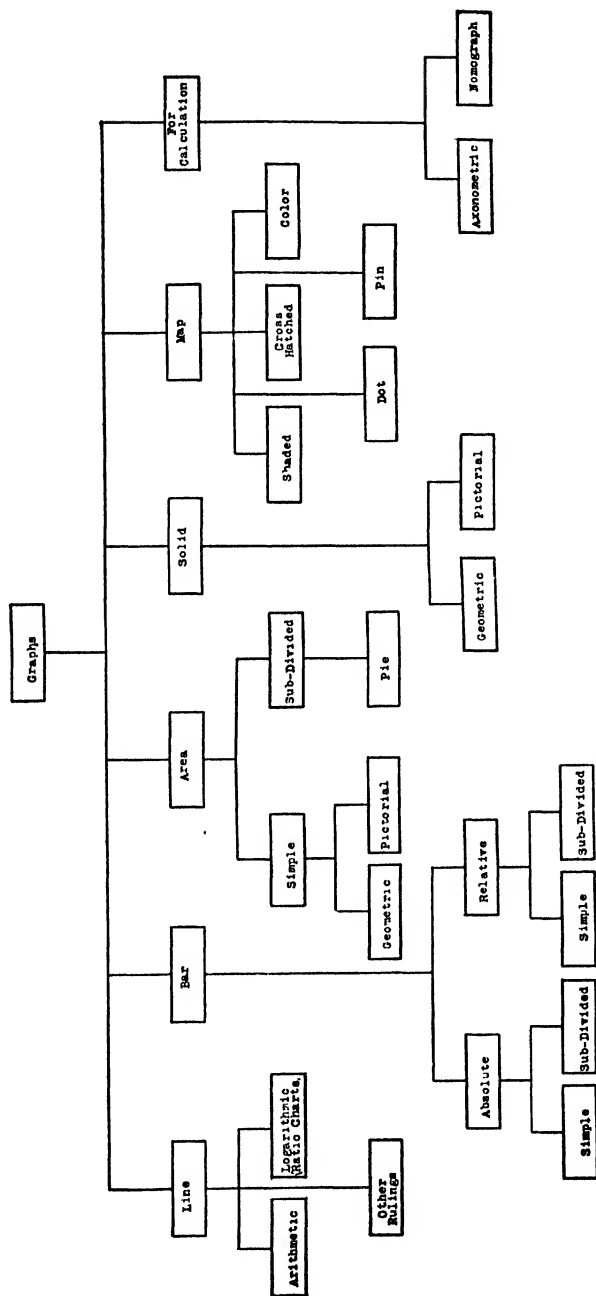 Graphs
Line
Bar
Area
Solid
Map
For
Calculation
Arithmetic
Logarithmic
Ratio Charts
Other
Rulings
Absolute
Relative
Simple
Sub-Divided
Simple
Sub-Divided
Simple
Sub-Divided
Geometric
Pictorial
Pie
Geometric
Pictorial
Shaded
Cross
Hatched
Color
Dot
Pin
Axonometric
Nomograph